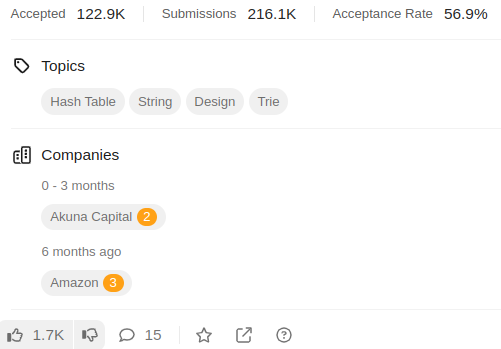 Accepted 122.9K Submissions 216.1K Acceptance Rate 56.9%
Topics
Hash Table String Design Trie
Companies
0 - 3 months
Akuna Capital 2
6 months ago
Amazon 3
1.7K 15